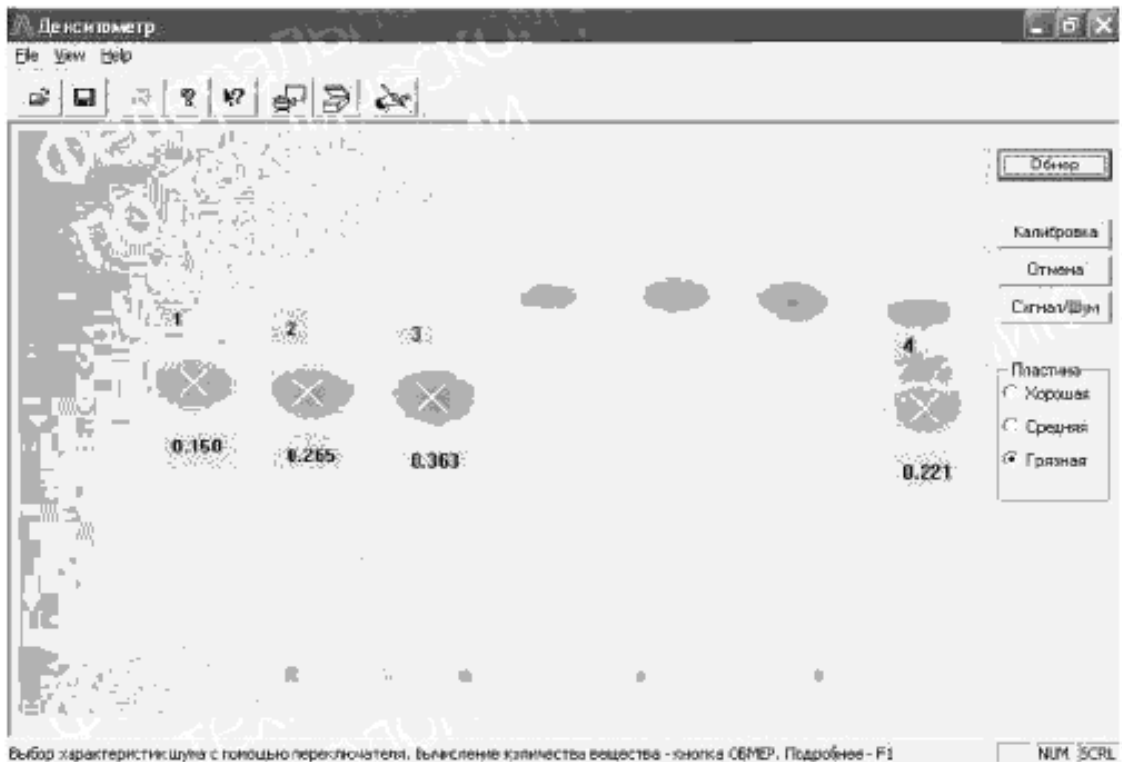 Денситометр
File View Help
Обмер
Калибровка
Отмена
Сигнал/Шум
1
2
3
4
Пластина
Хорошая
Средняя
Грязная
0.160
0.265
0.363
0.221
Выбор характеристик шума с помощью переключателя. Вычисление количества вещества - кнопка ОБМЕР. Подробнее - F1
NUM SCRL